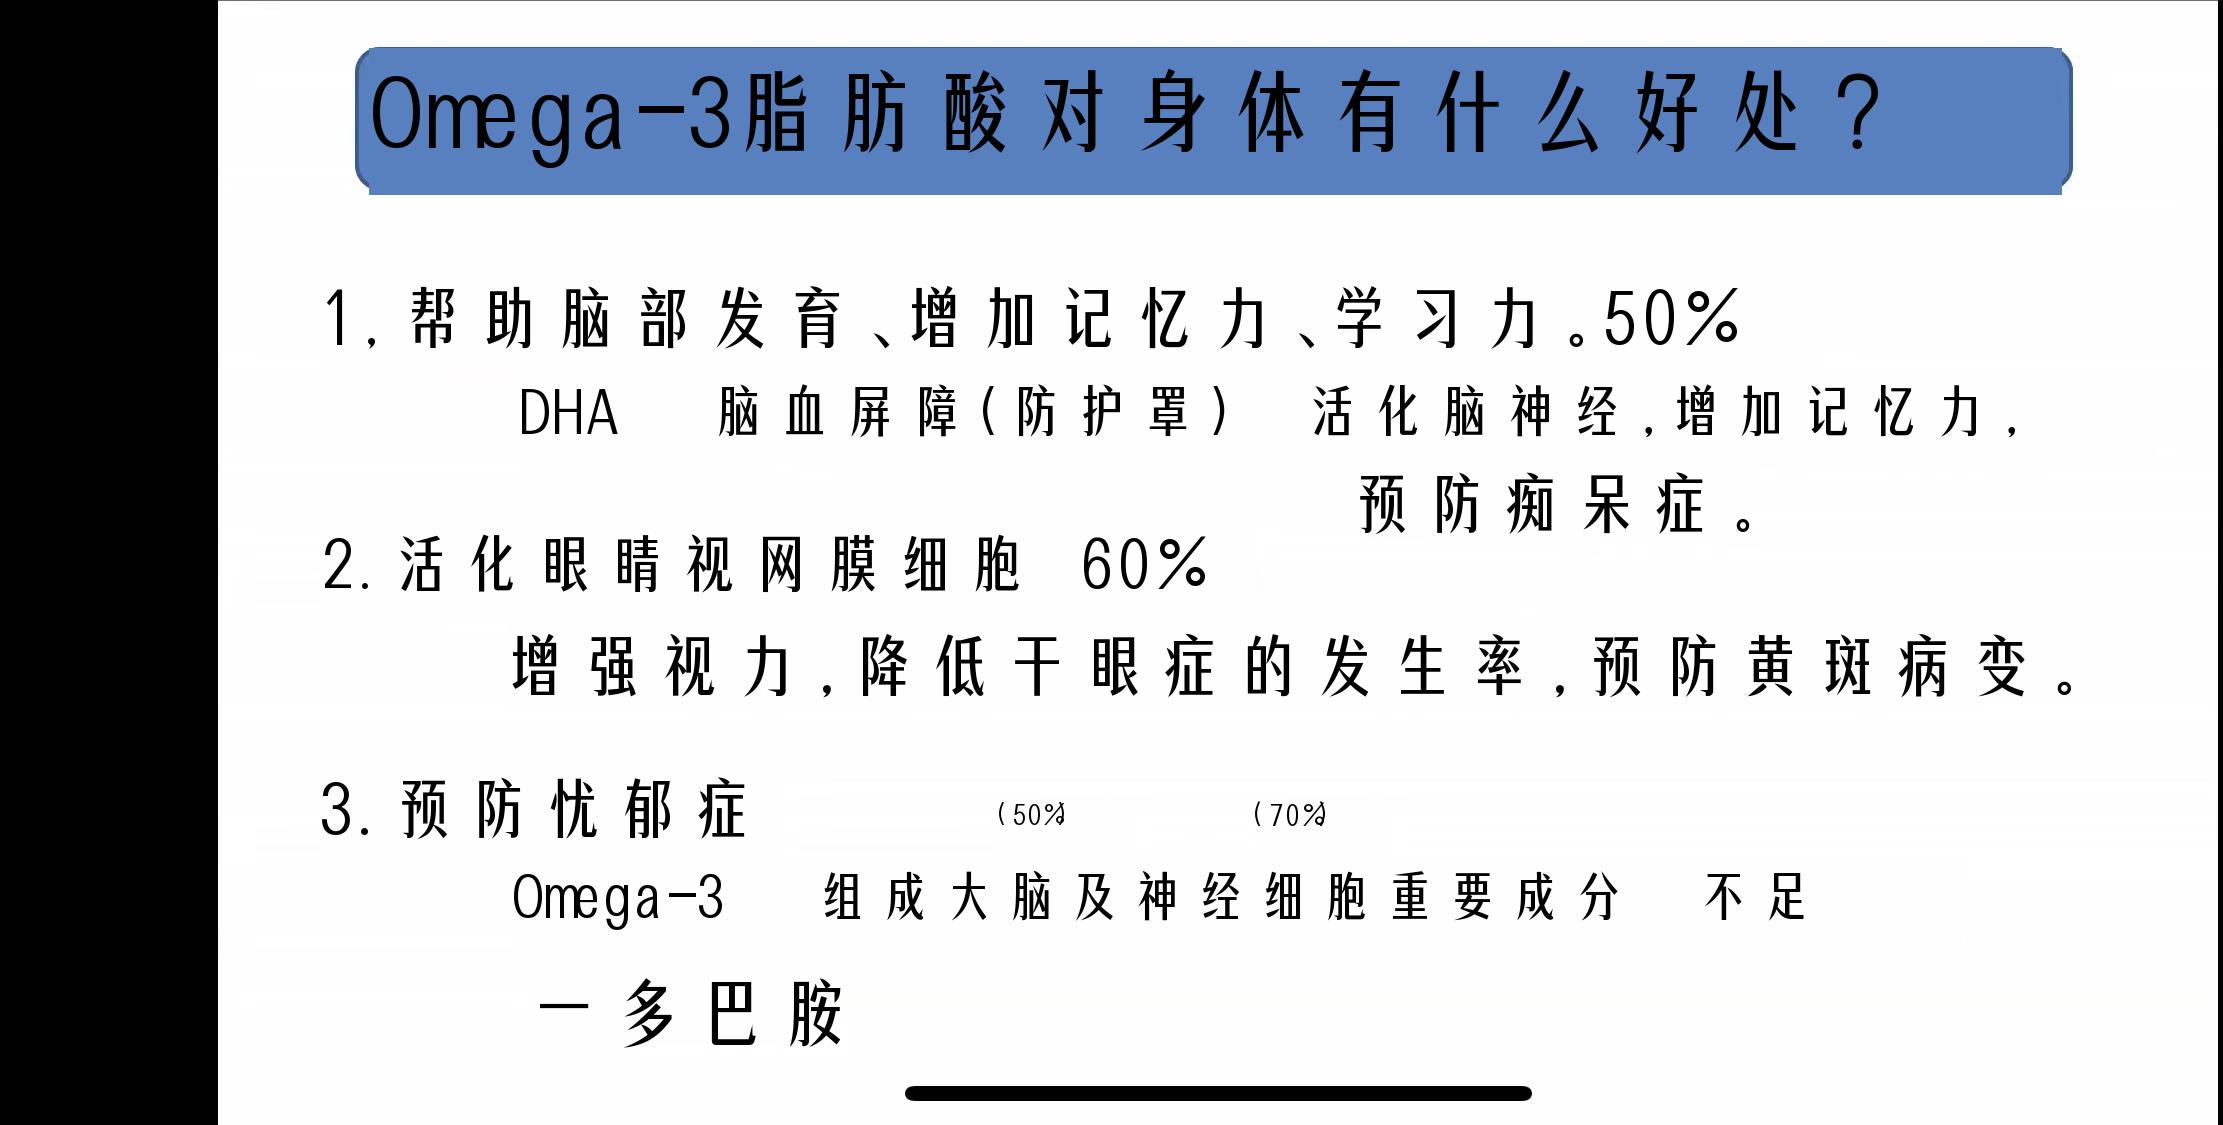 Omega-3脂肪酸对身体有什么好处?
1,帮助脑部发育、增加记忆力、学习力。50%
DHA 脑血屏障(防护罩) 活化脑神经,增加记忆力,
预防痴呆症。
2.活化眼睛视网膜细胞 60%
增强视力,降低干眼症的发生率,预防黄斑病变。
3.预防忧郁症 (50%) (70%)
Omega-3 组成大脑及神经细胞重要成分 不足
一多巴胺